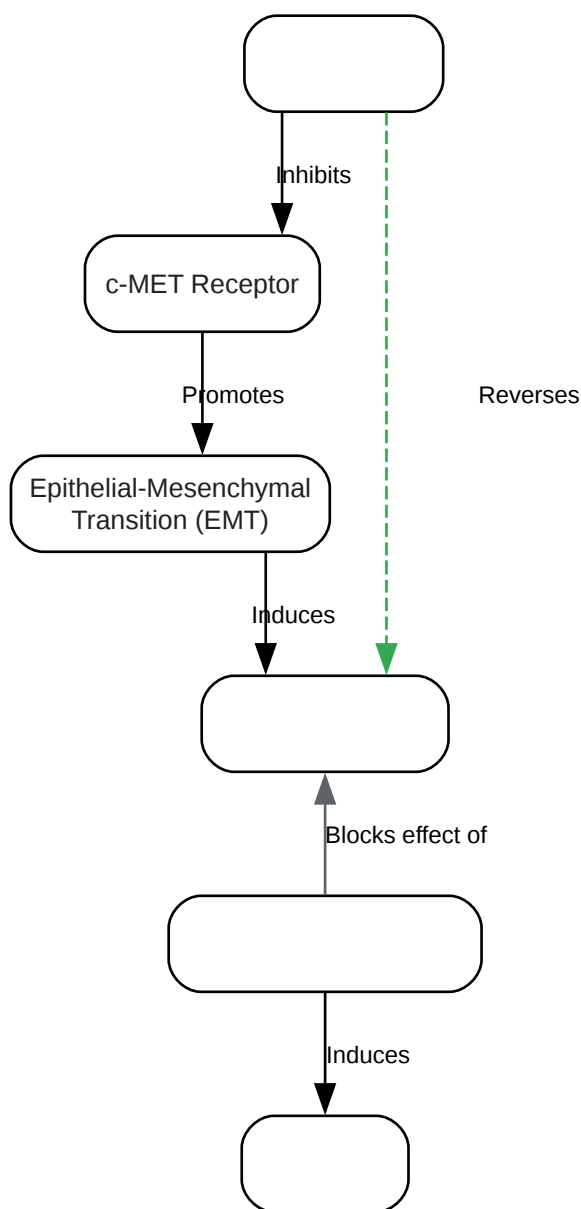 Inhibits
c-MET Receptor
Promotes
Reverses
Epithelial-Mesenchymal
Transition (EMT)
Induces
Blocks effect of
Induces